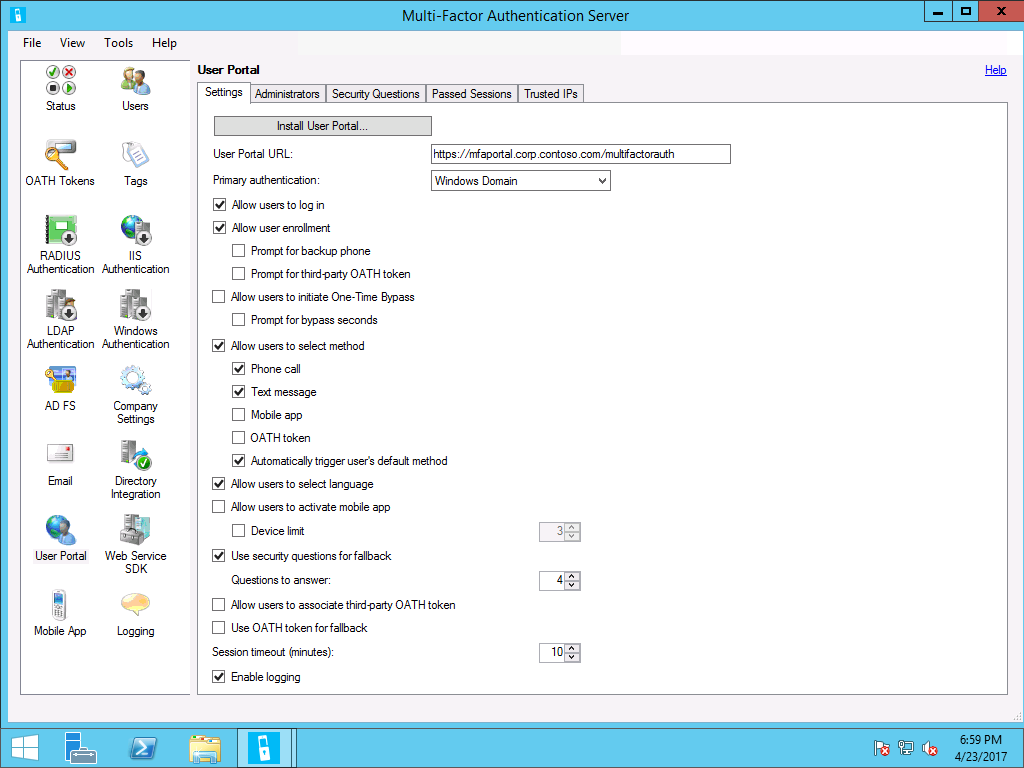 Multi-Factor Authentication Server
File View Tools Help
Status Users
OATH Tokens Tags
RADIUS Authentication IIS Authentication
LDAP Authentication Windows Authentication
AD FS Company Settings
Email Directory Integration
User Portal Web Service SDK
Mobile App Logging
User Portal Help
Settings Administrators Security Questions Passed Sessions Trusted IPs
Install User Portal...
User Portal URL: https://mfaportal.corp.contoso.com/multifactorauth
Primary authentication: Windows Domain
Allow users to log in
Allow user enrollment
Prompt for backup phone
Prompt for third-party OATH token
Allow users to initiate One-Time Bypass
Prompt for bypass seconds
Allow users to select method
Phone call
Text message
Mobile app
OATH token
Automatically trigger user's default method
Allow users to select language
Allow users to activate mobile app
Device limit 3
Use security questions for fallback
Questions to answer: 4
Allow users to associate third-party OATH token
Use OATH token for fallback
Session timeout (minutes): 10
Enable logging
6:59 PM
4/23/2017